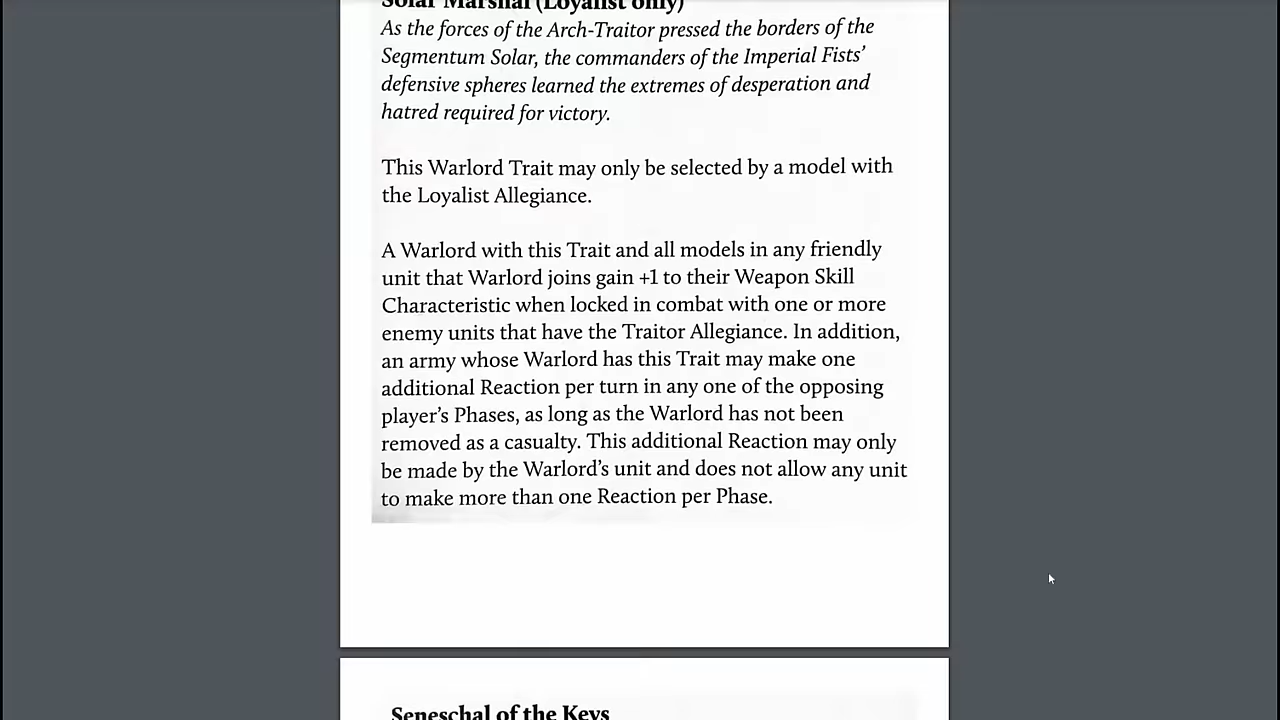 Solar Marshal (Loyalist only)
As the forces of the Arch-Traitor pressed the borders of the
Segmentum Solar, the commanders of the Imperial Fists’
defensive spheres learned the extremes of desperation and
hatred required for victory.
This Warlord Trait may only be selected by a model with
the Loyalist Allegiance.
A Warlord with this Trait and all models in any friendly
unit that Warlord joins gain +1 to their Weapon Skill
Characteristic when locked in combat with one or more
enemy units that have the Traitor Allegiance. In addition,
an army whose Warlord has this Trait may make one
additional Reaction per turn in any one of the opposing
player’s Phases, as long as the Warlord has not been
removed as a casualty. This additional Reaction may only
be made by the Warlord’s unit and does not allow any unit
to make more than one Reaction per Phase.
Seneschal of the Keys